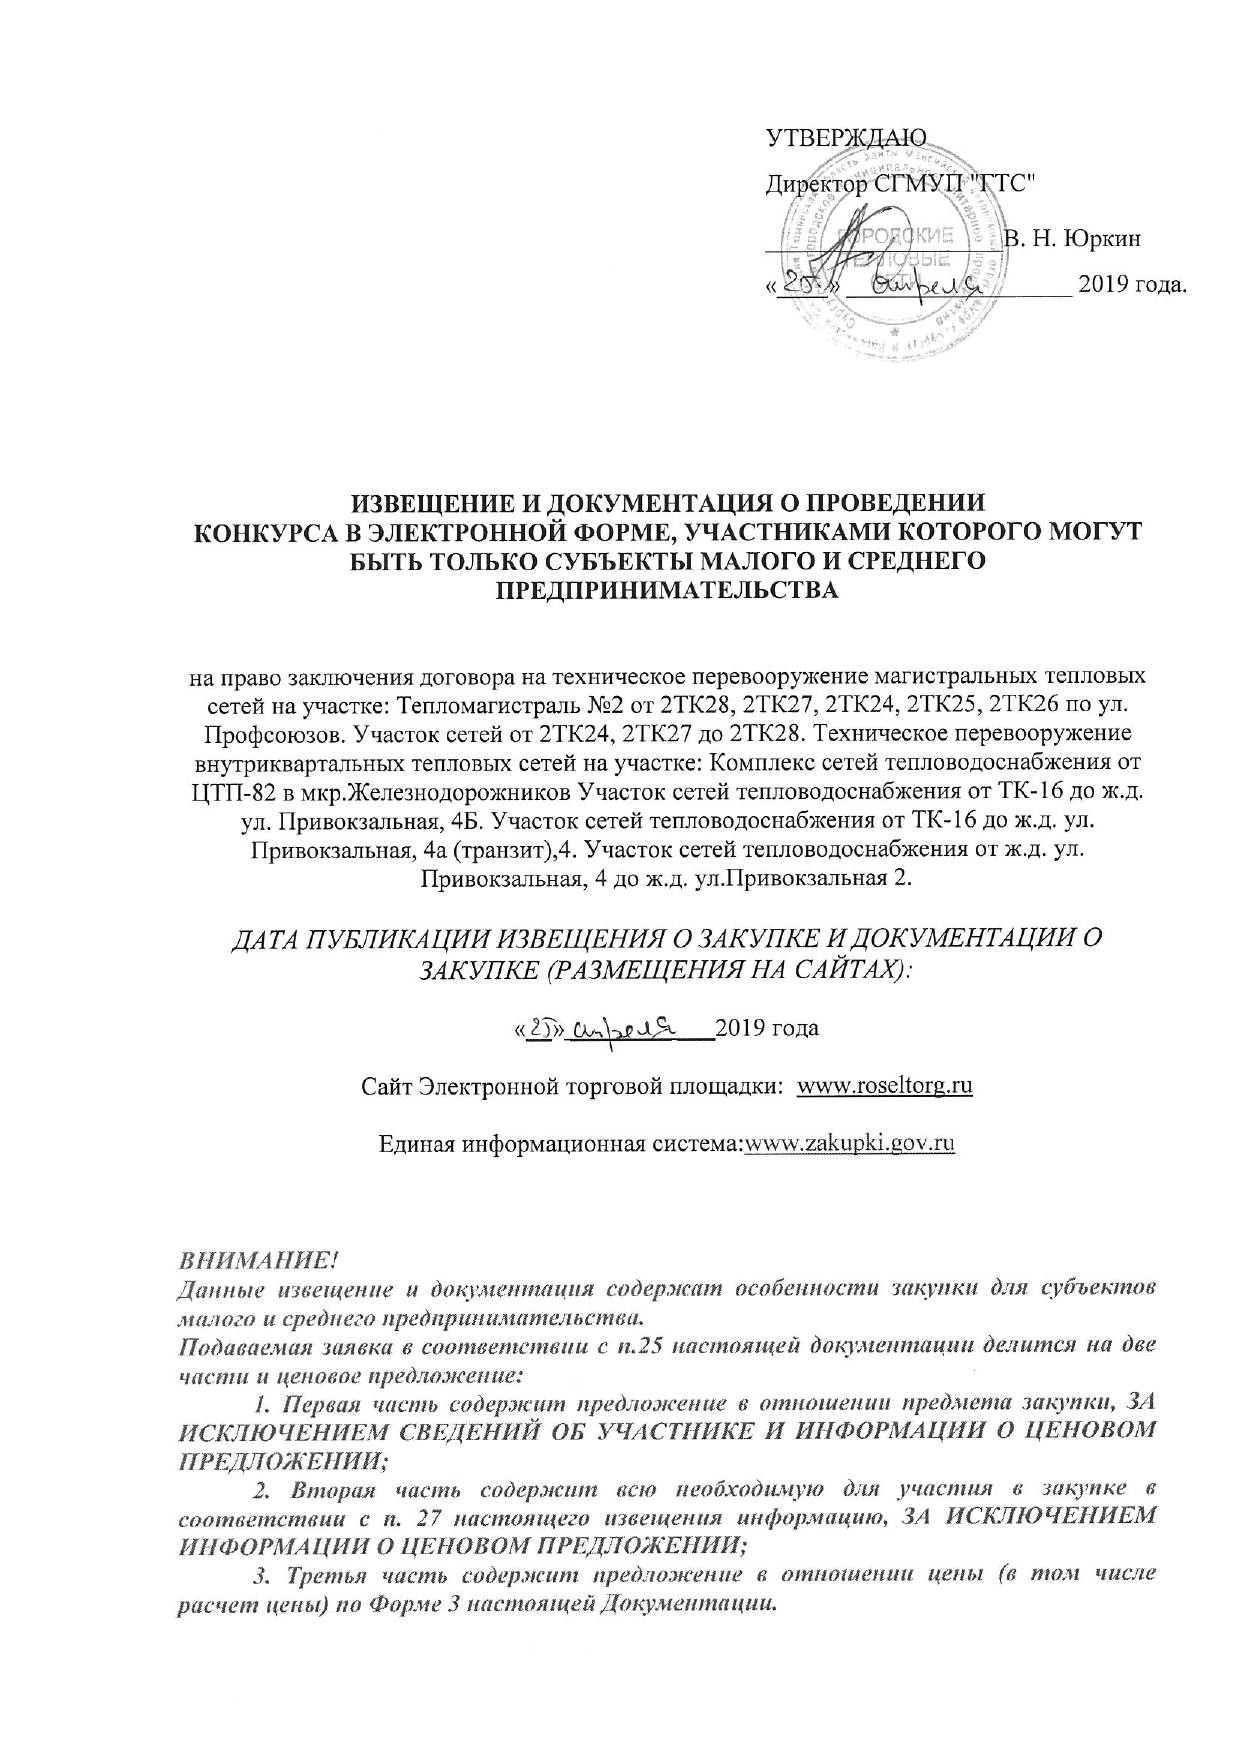 УТВЕРЖДАЮ
Директор СГМУП "ГТС"
В. Н. Юркин
ГОРОДСКИЕ
ТЕПЛОВЫЕ
СЕТИ
«25» апреля 2019 года.
ИЗВЕЩЕНИЕ И ДОКУМЕНТАЦИЯ О ПРОВЕДЕНИИ
КОНКУРСА В ЭЛЕКТРОННОЙ ФОРМЕ, УЧАСТНИКАМИ КОТОРОГО МОГУТ
БЫТЬ ТОЛЬКО СУБЪЕКТЫ МАЛОГО И СРЕДНЕГО
ПРЕДПРИНИМАТЕЛЬСТВА
на право заключения договора на техническое перевооружение магистральных тепловых
сетей на участке: Тепломагистраль №2 от 2ТК28, 2ТК27, 2ТК24, 2ТК25, 2ТК26 по ул.
Профсоюзов. Участок сетей от 2ТК24, 2ТК27 до 2ТК28. Техническое перевооружение
внутриквартальных тепловых сетей на участке: Комплекс сетей тепловодоснабжения от
ЦТП-82 в мкр.Железнодорожников Участок сетей тепловодоснабжения от ТК-16 до ж.д.
ул. Привокзальная, 4Б. Участок сетей тепловодоснабжения от ТК-16 до ж.д. ул.
Привокзальная, 4а (транзит),4. Участок сетей тепловодоснабжения от ж.д. ул.
Привокзальная, 4 до ж.д. ул.Привокзальная 2.
ДАТА ПУБЛИКАЦИИ ИЗВЕЩЕНИЯ О ЗАКУПКЕ И ДОКУМЕНТАЦИИ О
ЗАКУПКЕ (РАЗМЕЩЕНИЯ НА САЙТАХ):
«25» апреля 2019 года
Сайт Электронной торговой площадки: www.roseltorg.ru
Единая информационная система:www.zakupki.gov.ru
ВНИМАНИЕ!
Данные извещение и документация содержат особенности закупки для субъектов
малого и среднего предпринимательства.
Подаваемая заявка в соответствии с п.25 настоящей документации делится на две
части и ценовое предложение:
1. Первая часть содержит предложение в отношении предмета закупки, ЗА
ИСКЛЮЧЕНИЕМ СВЕДЕНИЙ ОБ УЧАСТНИКЕ И ИНФОРМАЦИИ О ЦЕНОВОМ
ПРЕДЛОЖЕНИИ;
2. Вторая часть содержит всю необходимую для участия в закупке в
соответствии с п. 27 настоящего извещения информацию, ЗА ИСКЛЮЧЕНИЕМ
ИНФОРМАЦИИ О ЦЕНОВОМ ПРЕДЛОЖЕНИИ;
3. Третья часть содержит предложение в отношении цены (в том числе
расчет цены) по Форме 3 настоящей Документации.